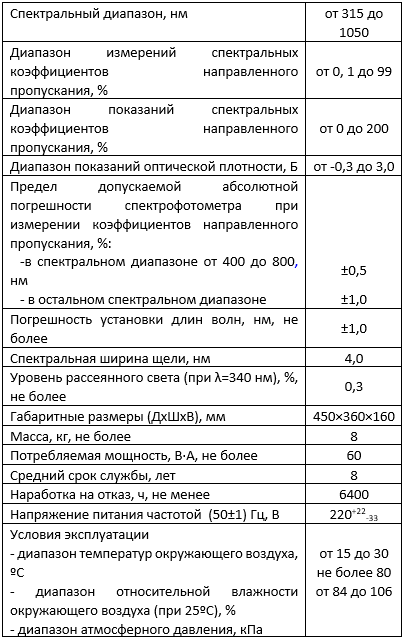 Спектральный диапазон, нм
от 315 до
1050
Диапазон измерений спектральных
коэффициентов направленного
пропускания, %
от 0, 1 до 99
Диапазон показаний спектральных
коэффициентов направленного
пропускания, %
от 0 до 200
Диапазон показаний оптической плотности, Б
от -0,3 до 3,0
Предел допускаемой абсолютной
погрешности спектрофотометра при
измерении коэффициентов направленного
пропускания, %:
-в спектральном диапазоне от 400 до 800,
нм
±0,5
- в остальном спектральном диапазоне
±1,0
Погрешность установки длин волн, нм, не
более
±1,0
Спектральная ширина щели, нм
4,0
Уровень рассеянного света (при λ=340 нм), %,
не более
0,3
Габаритные размеры (ДхШхВ), мм
450×360×160
Масса, кг, не более
8
Потребляемая мощность, В·А, не более
60
Средний срок службы, лет
8
Наработка на отказ, ч, не менее
6400
Напряжение питания частотой (50±1) Гц, В
220⁺²²₋₃₃
Условия эксплуатации
- диапазон температур окружающего воздуха,
ºС
- диапазон относительной влажности
окружающего воздуха (при 25ºС), %
- диапазон атмосферного давления, кПа
от 15 до 30
не более 80
от 84 до 106